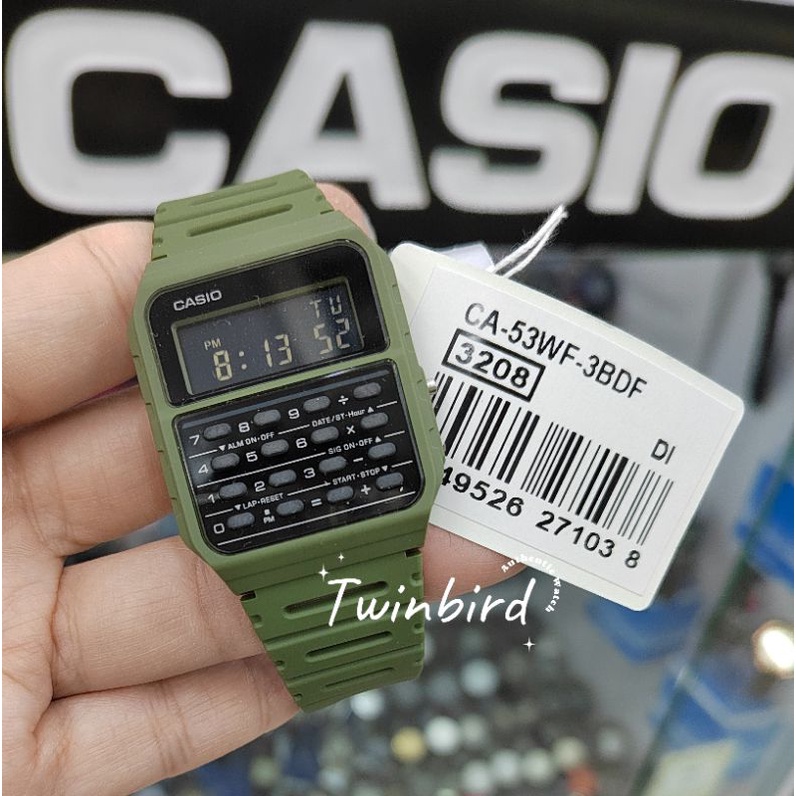 CASIO
CASIO
TU
PM 8:13 52
7 8 9 ÷
▼ ALM ON·OFF DATE/ST·Hour ▲
4 5 6 ×
SIG ON·OFF ▲
1 2 3 −
▼ LAP·RESET START·STOP ▼
0 PM = +
CA-53WF-3BDF
3208
DI
49526 27103 8
Twinbird
Authentic Watch